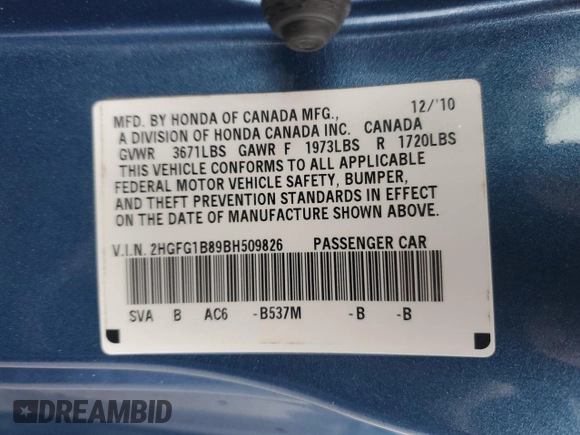 MFD. BY HONDA OF CANADA MFG., 12/'10
A DIVISION OF HONDA CANADA INC. CANADA
GVWR 3671LBS GAWR F 1973LBS R 1720LBS
THIS VEHICLE CONFORMS TO ALL APPLICABLE
FEDERAL MOTOR VEHICLE SAFETY, BUMPER,
AND THEFT PREVENTION STANDARDS IN EFFECT
ON THE DATE OF MANUFACTURE SHOWN ABOVE.
V.I.N. 2HGFG1B89BH509826 PASSENGER CAR
SVA B AC6 -B537M -B -B
DREAMBID